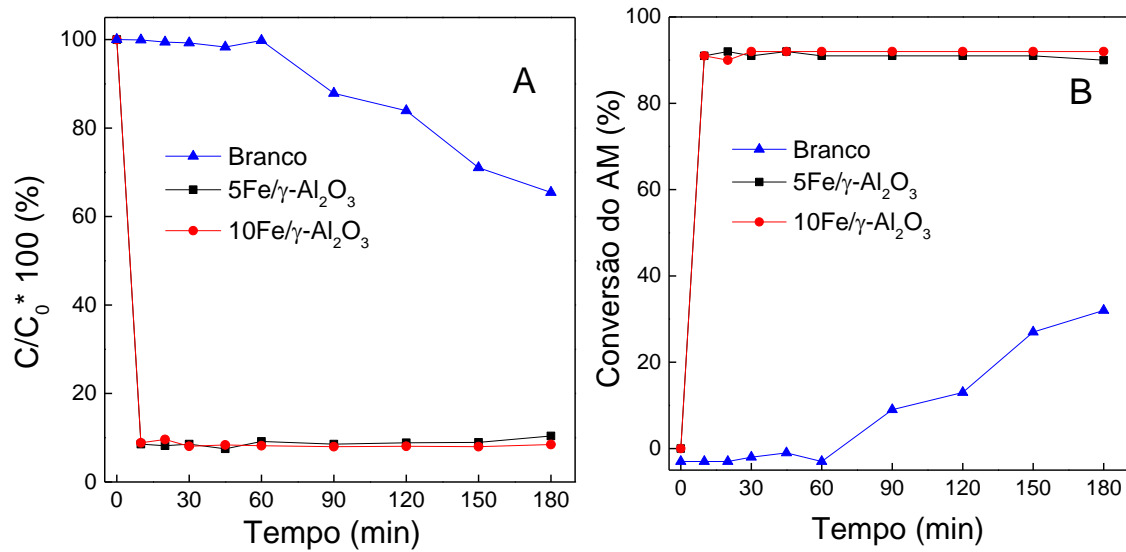 A
C/C₀* 100 (%)
100
80
60
40
20
0
Branco
5Fe/γ-Al₂O₃
10Fe/γ-Al₂O₃
0 30 60 90 120 150 180
Tempo (min)
B
Conversão do AM (%)
100
80
60
40
20
0
Branco
5Fe/γ-Al₂O₃
10Fe/γ-Al₂O₃
0 30 60 90 120 150 180
Tempo (min)